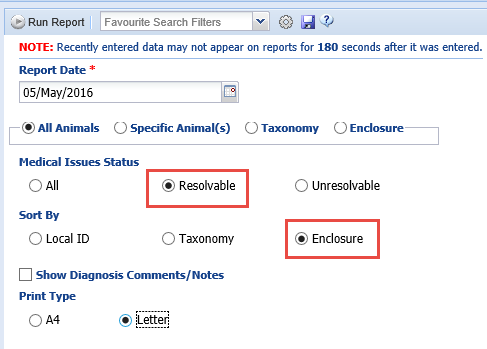 Run Report Favourite Search Filters
NOTE: Recently entered data may not appear on reports for 180 seconds after it was entered.
Report Date *
05/May/2016
All Animals Specific Animal(s) Taxonomy Enclosure
Medical Issues Status
All Resolvable Unresolvable
Sort By
Local ID Taxonomy Enclosure
Show Diagnosis Comments/Notes
Print Type
A4 Letter